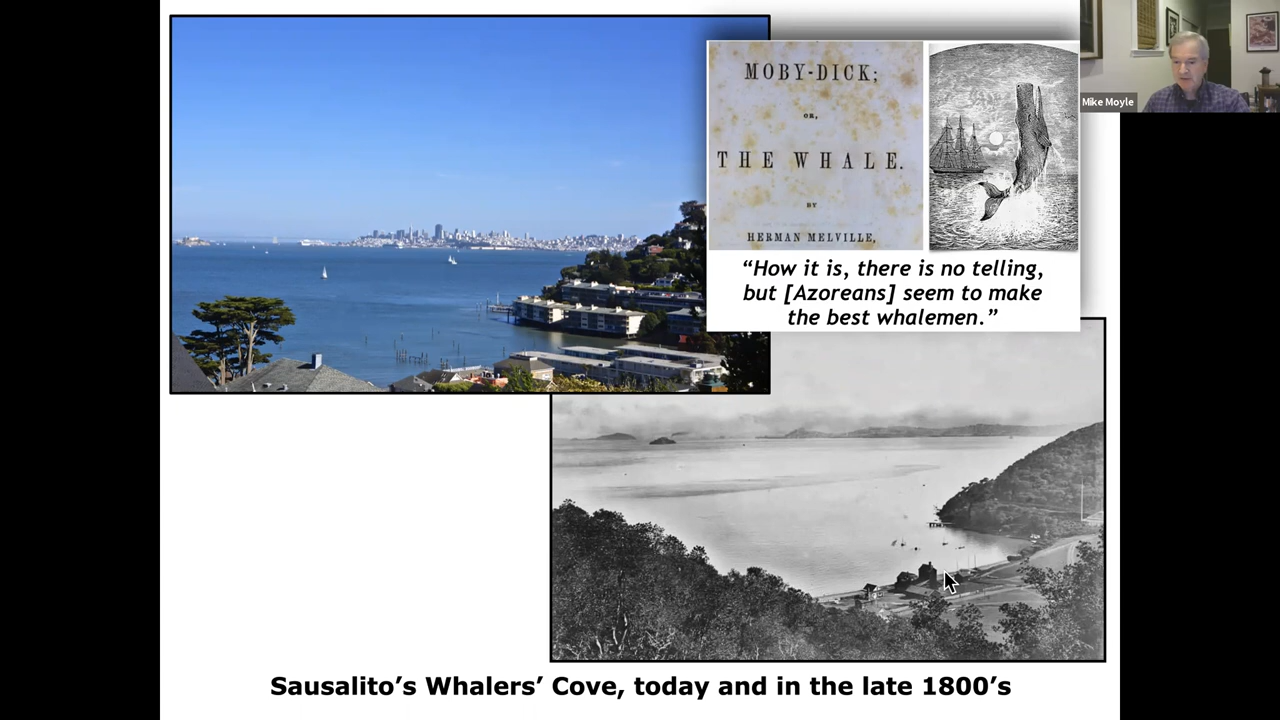 MOBY-DICK;
OR,
THE WHALE.
BY
HERMAN MELVILLE,
“How it is, there is no telling,
but [Azoreans] seem to make
the best whalemen.”
Mike Moyle
Sausalito’s Whalers’ Cove, today and in the late 1800’s